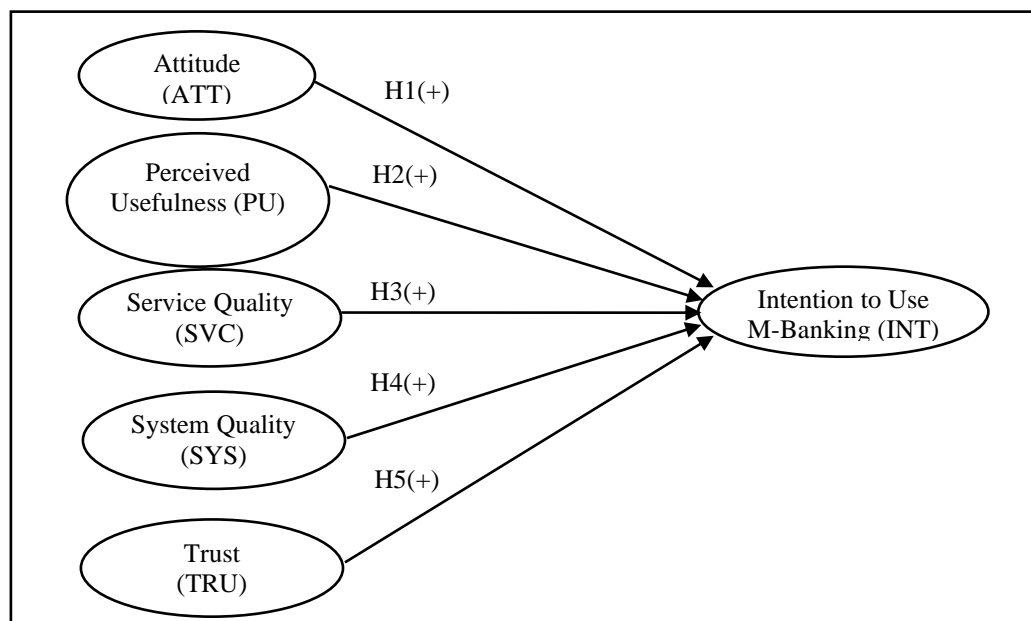 Attitude
(ATT)
H1(+)
Perceived
Usefulness (PU)
H2(+)
Service Quality
(SVC)
H3(+)
Intention to Use
M-Banking (INT)
System Quality
(SYS)
H4(+)
Trust
(TRU)
H5(+)